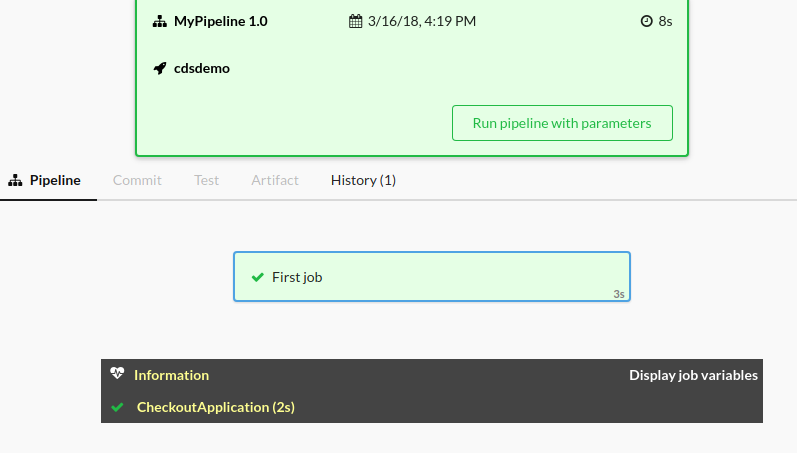 MyPipeline 1.0 3/16/18, 4:19 PM 8s
cdsdemo
Run pipeline with parameters
Pipeline Commit Test Artifact History (1)
First job
3s
Information Display job variables
CheckoutApplication (2s)